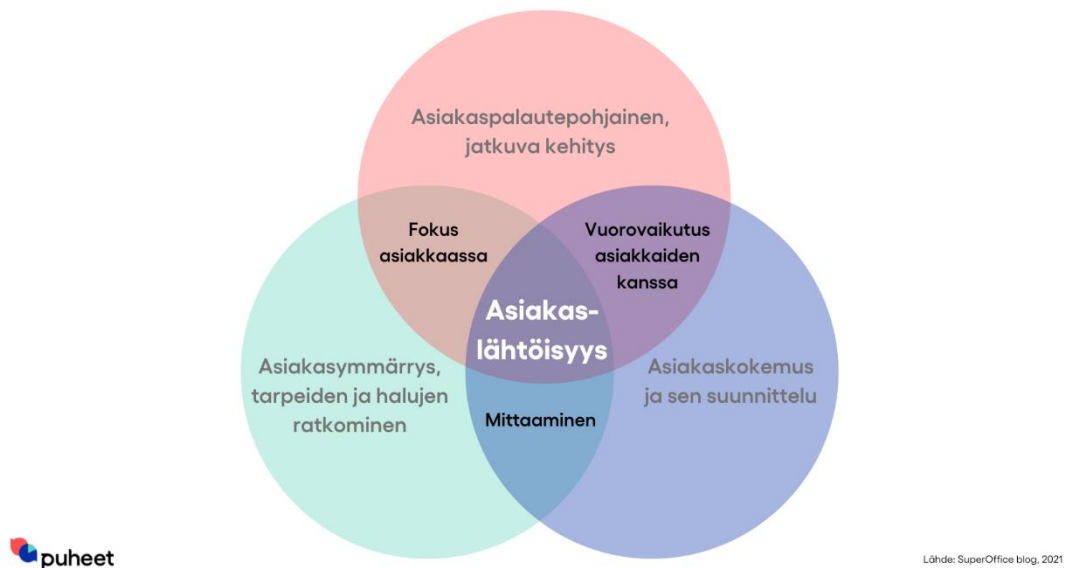 Asiakaspalautepohjainen,
jatkuva kehitys
Fokus
asiakkaassa
Vuorovaikutus
asiakkaiden
kanssa
Asiakas-
lähtöisyys
Asiakasymmärrys,
tarpeiden ja halujen
ratkominen
Asiakaskokemus
ja sen suunnittelu
Mittaaminen
puheet
Lähde: SuperOffice blog, 2021